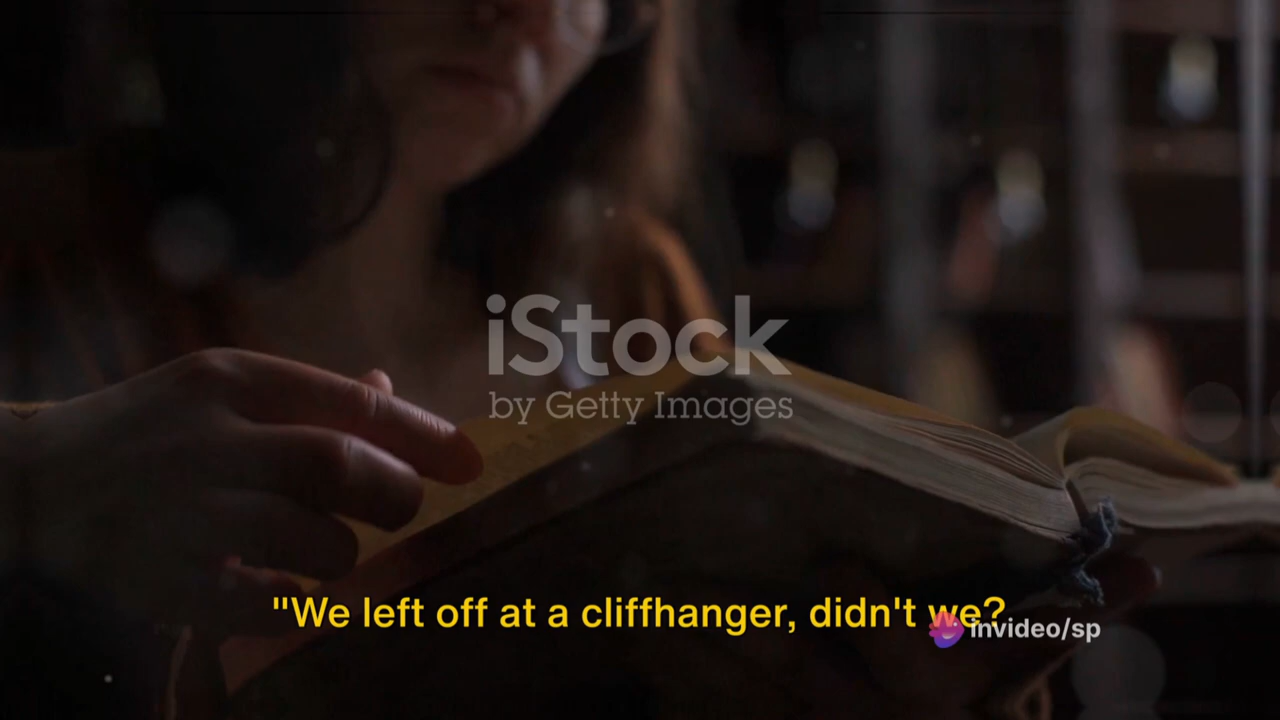 iStock
by Getty Images
"We left off at a cliffhanger, didn't we?
invideo/sp